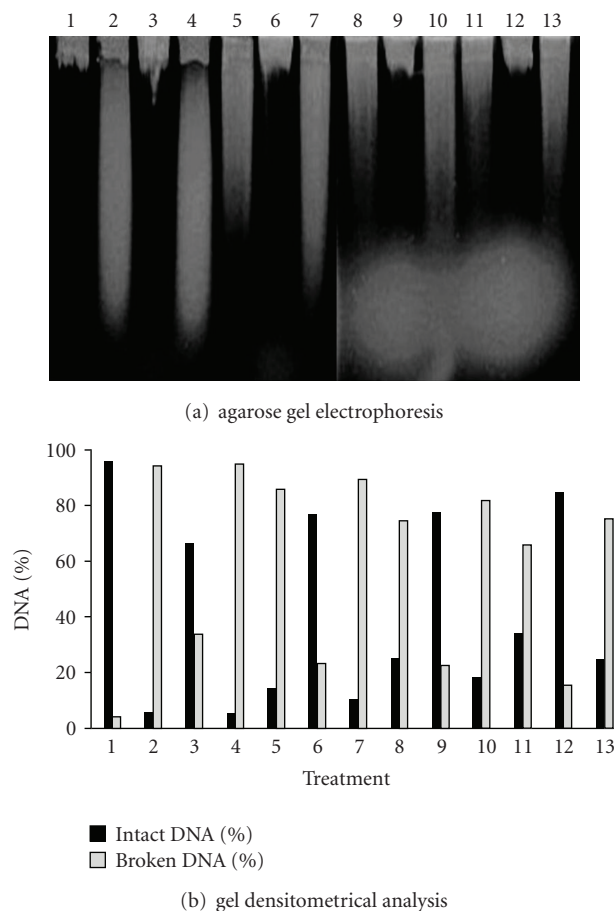 1 2 3 4 5 6 7 8 9 10 11 12 13
(a) agarose gel electrophoresis
100
80
60
40
20
0
DNA (%)
1 2 3 4 5 6 7 8 9 10 11 12 13
Treatment
Intact DNA (%)
Broken DNA (%)
(b) gel densitometrical analysis